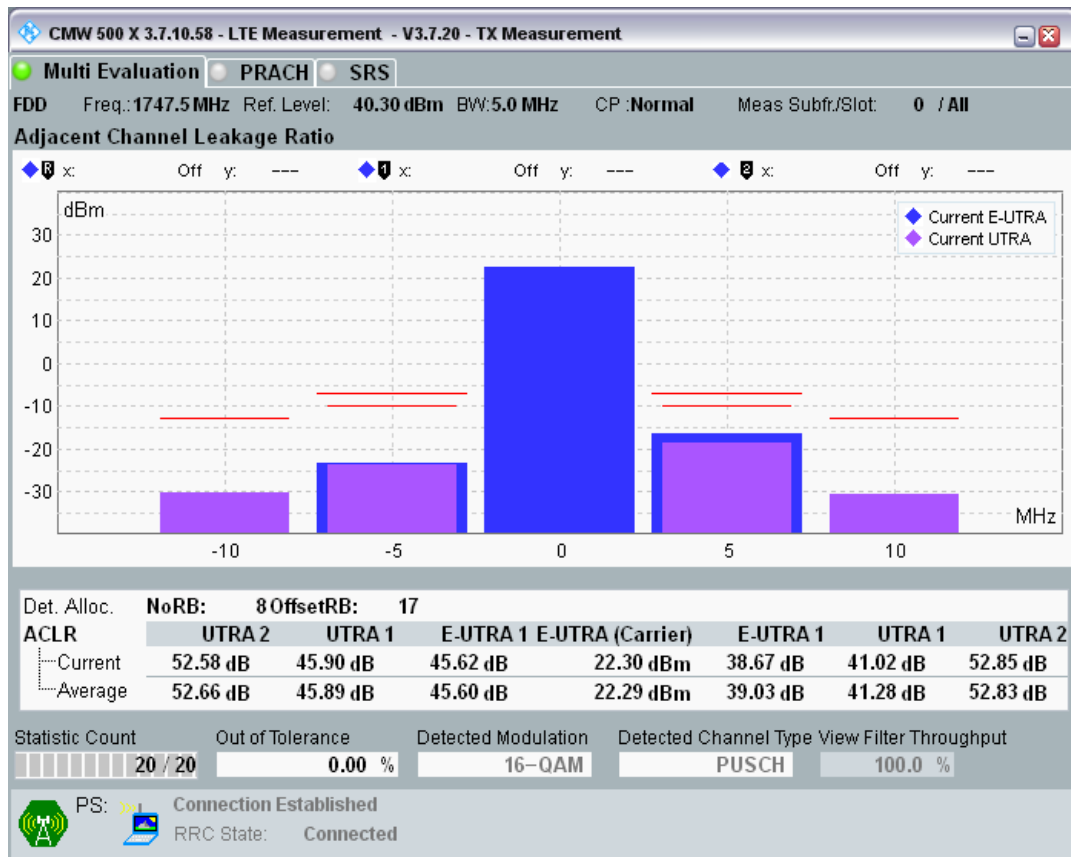 CMW 500 X 3.7.10.58 - LTE Measurement - V3.7.20 - TX Measurement
Multi Evaluation PRACH SRS
FDD Freq.:1747.5 MHz Ref. Level: 40.30 dBm BW:5.0 MHz CP :Normal Meas Subfr./Slot: 0 / All
Adjacent Channel Leakage Ratio
R x: Off y: --- 1 x: Off y: --- 2 x: Off y: ---
dBm
Current E-UTRA
Current UTRA
30
20
10
0
-10
-20
-30
MHz
-10 -5 0 5 10
Det. Alloc. NoRB: 8 OffsetRB: 17
ACLR UTRA 2 UTRA 1 E-UTRA 1 E-UTRA (Carrier) E-UTRA 1 UTRA 1 UTRA 2
Current 52.58 dB 45.90 dB 45.62 dB 22.30 dBm 38.67 dB 41.02 dB 52.85 dB
Average 52.66 dB 45.89 dB 45.60 dB 22.29 dBm 39.03 dB 41.28 dB 52.83 dB
Statistic Count Out of Tolerance Detected Modulation Detected Channel Type View Filter Throughput
20 / 20 0.00 % 16-QAM PUSCH 100.0 %
PS: Connection Established
RRC State: Connected